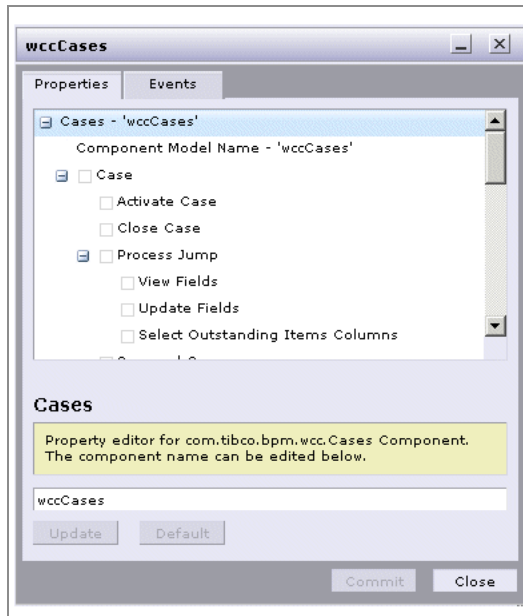 wccCases
Properties Events
Cases - 'wccCases'
Component Model Name - 'wccCases'
Case
Activate Case
Close Case
Process Jump
View Fields
Update Fields
Select Outstanding Items Columns
Cases
Property editor for com.tibco.bpm.wcc.Cases Component.
The component name can be edited below.
wccCases
Update Default
Commit Close